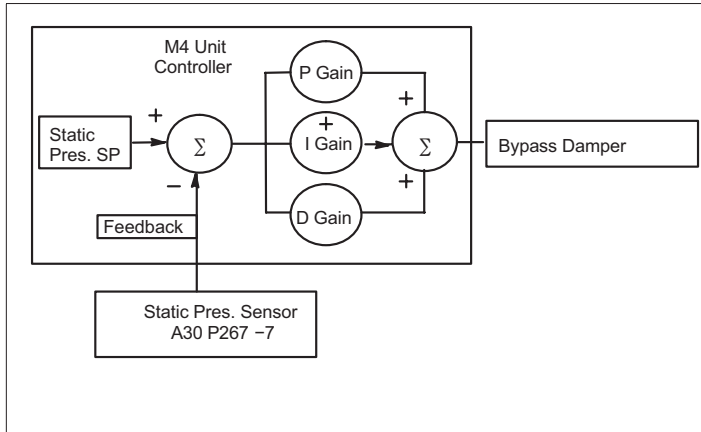 M4 Unit
Controller
P Gain
+
+
+
Static
Pres. SP
Σ
I Gain
Σ
Bypass Damper
−
+
D Gain
Feedback
Static Pres. Sensor
A30 P267 −7